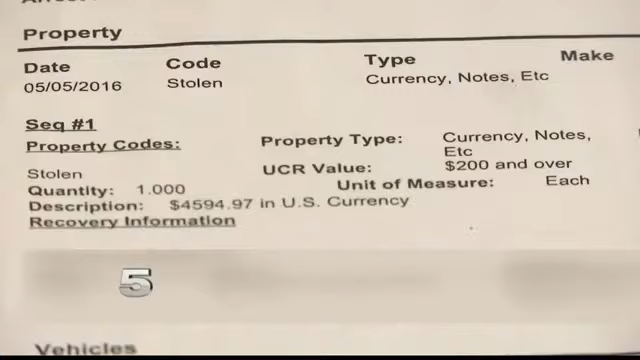 Property
Date Code Type Make
05/05/2016 Stolen Currency, Notes, Etc
Seq #1
Property Codes: Property Type: Currency, Notes,
Etc
Stolen UCR Value: $200 and over
Quantity: 1.000 Unit of Measure: Each
Description: $4594.97 in U.S. Currency
Recovery Information
5
Vehicles